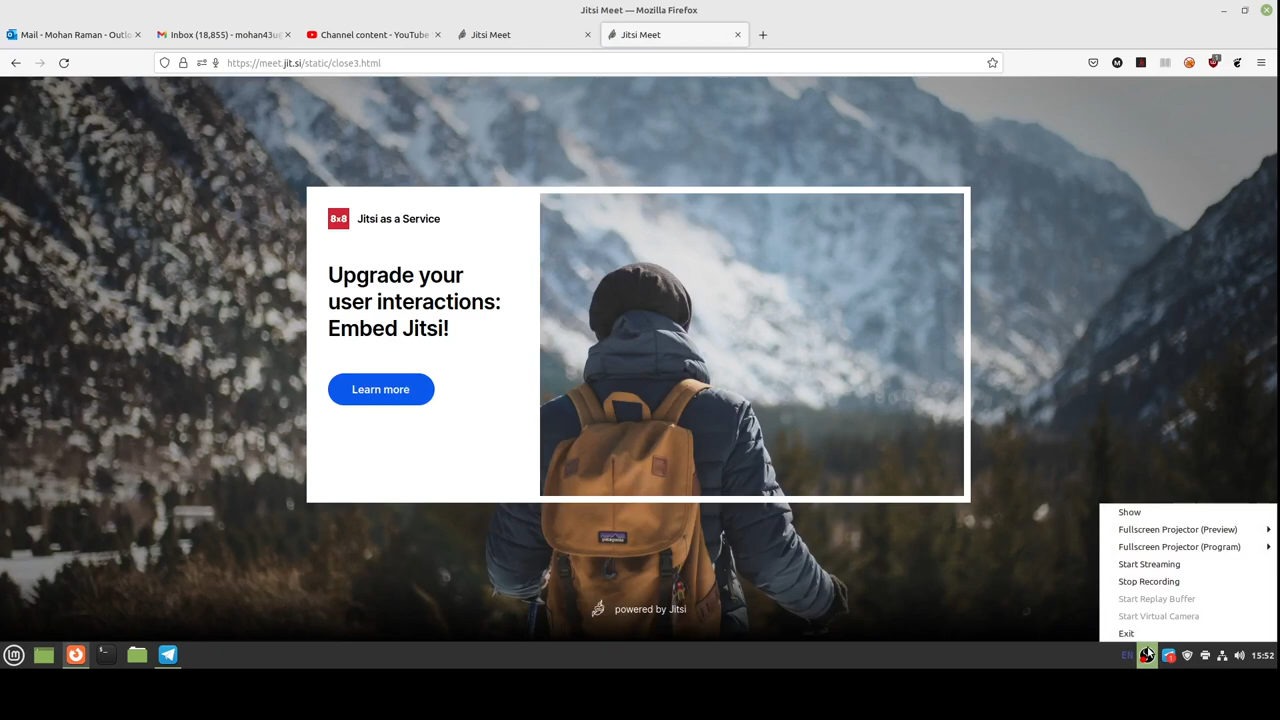 Jitsi Meet — Mozilla Firefox
Mail - Mohan Raman - Outlo
Inbox (18,855) - mohan43u
Channel content - YouTube
Jitsi Meet
Jitsi Meet
https://meet.jit.si/static/close3.html
8x8 Jitsi as a Service
Upgrade your
user interactions:
Embed Jitsi!
Learn more
patagonia
powered by Jitsi
Show
Fullscreen Projector (Preview)
Fullscreen Projector (Program)
Start Streaming
Stop Recording
Start Replay Buffer
Start Virtual Camera
Exit
EN
15:52